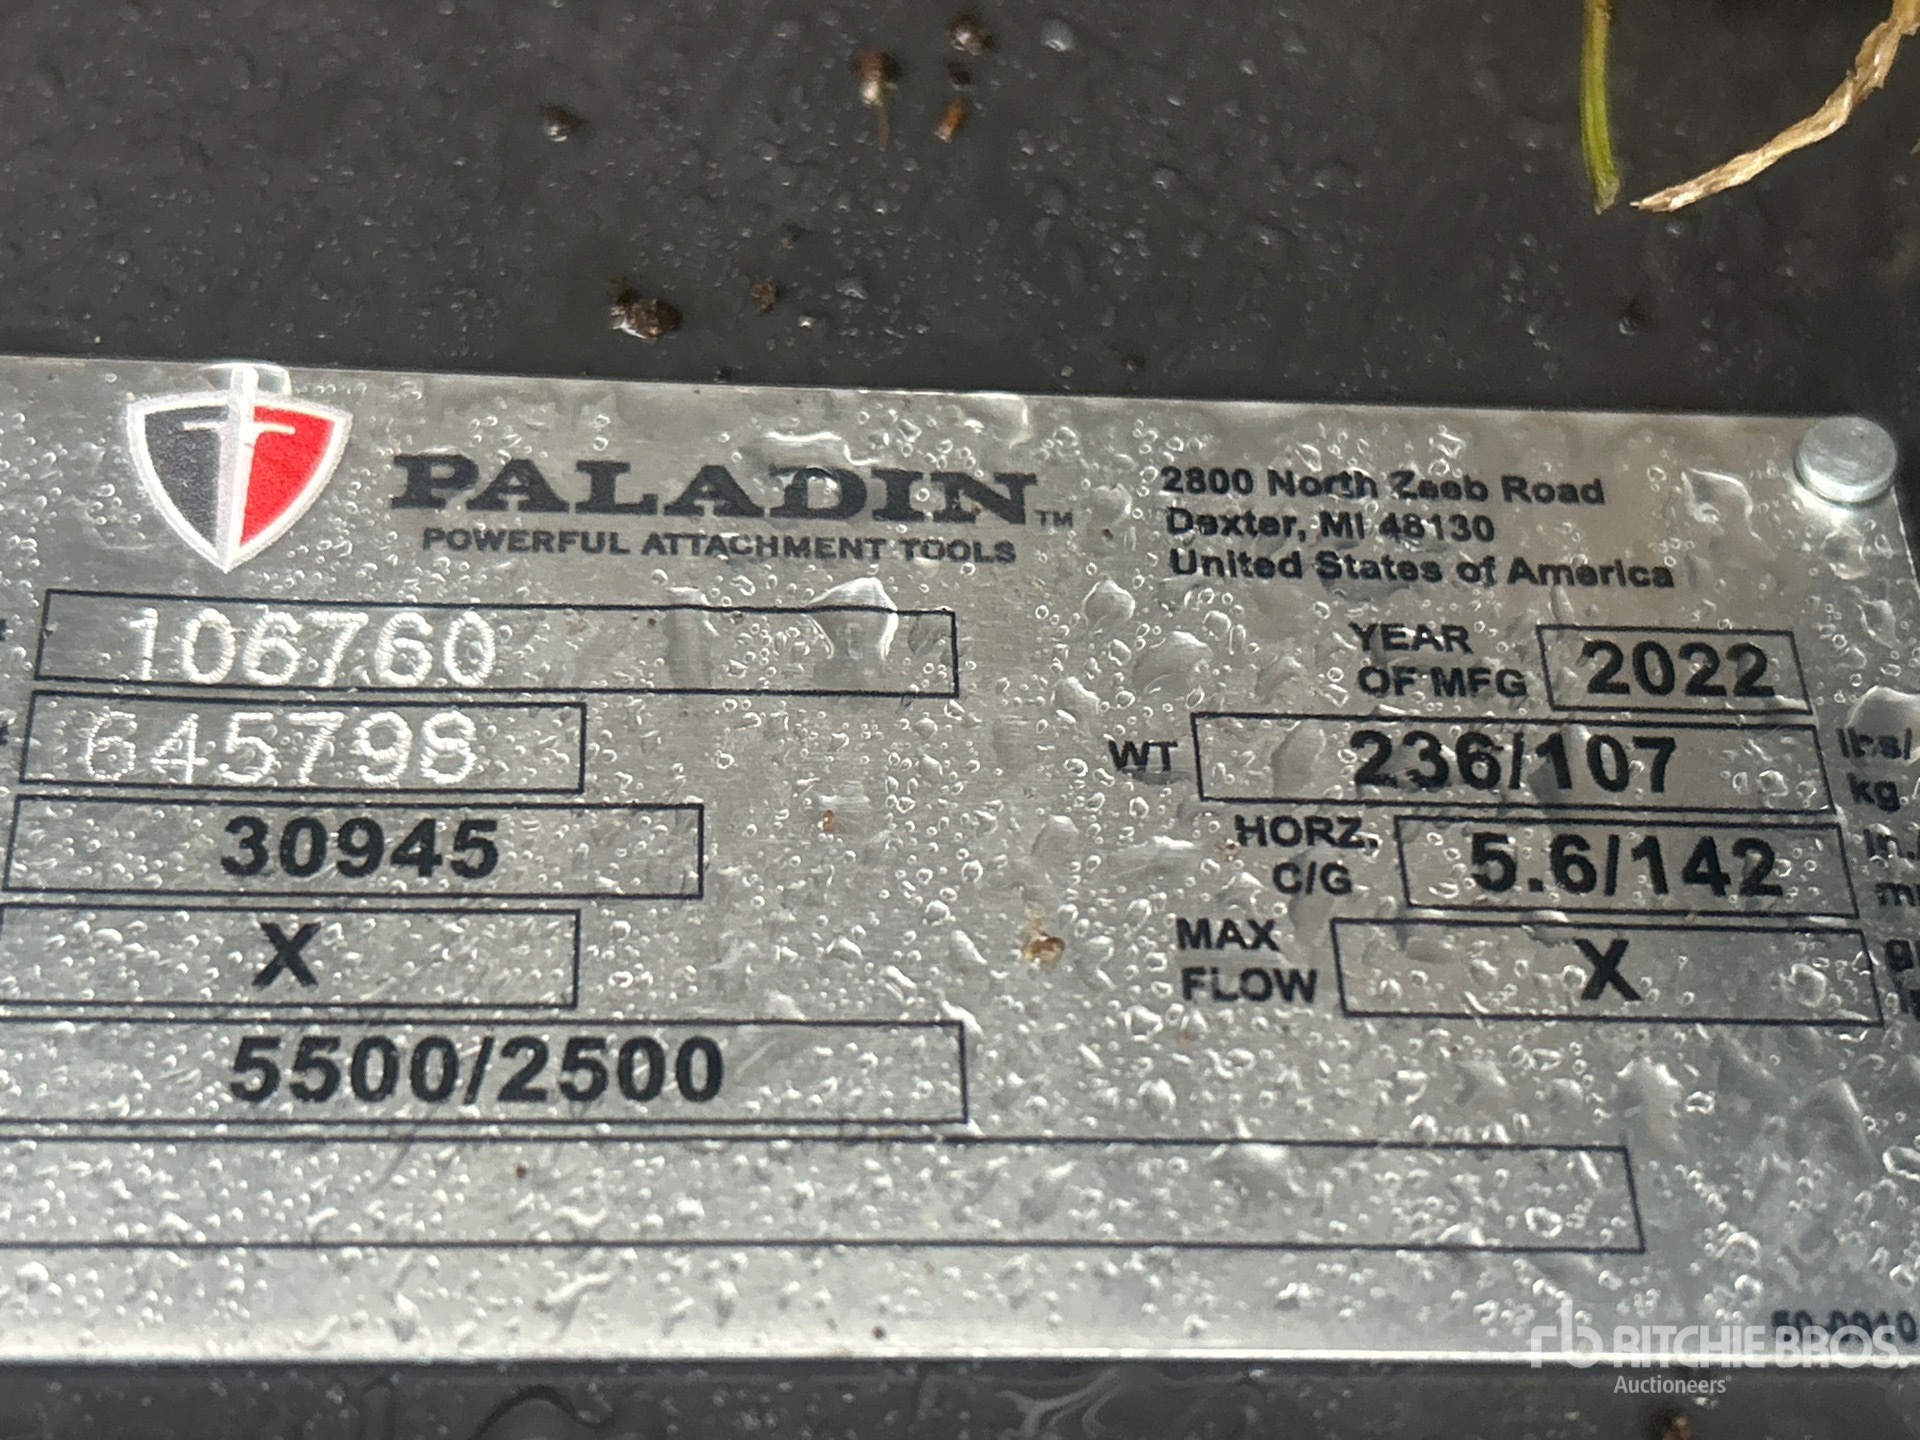 PALADIN™
POWERFUL ATTACHMENT TOOLS
2800 North Zeeb Road
Dexter, MI 48130
United States of America
106760
645798
30945
X
5500/2500
YEAR
OF MFG 2022
WT 236/107 lbs/
kg.
HORZ.
C/G 5.6/142 in./
MAX
FLOW X
RITCHIE BROS.
Auctioneers